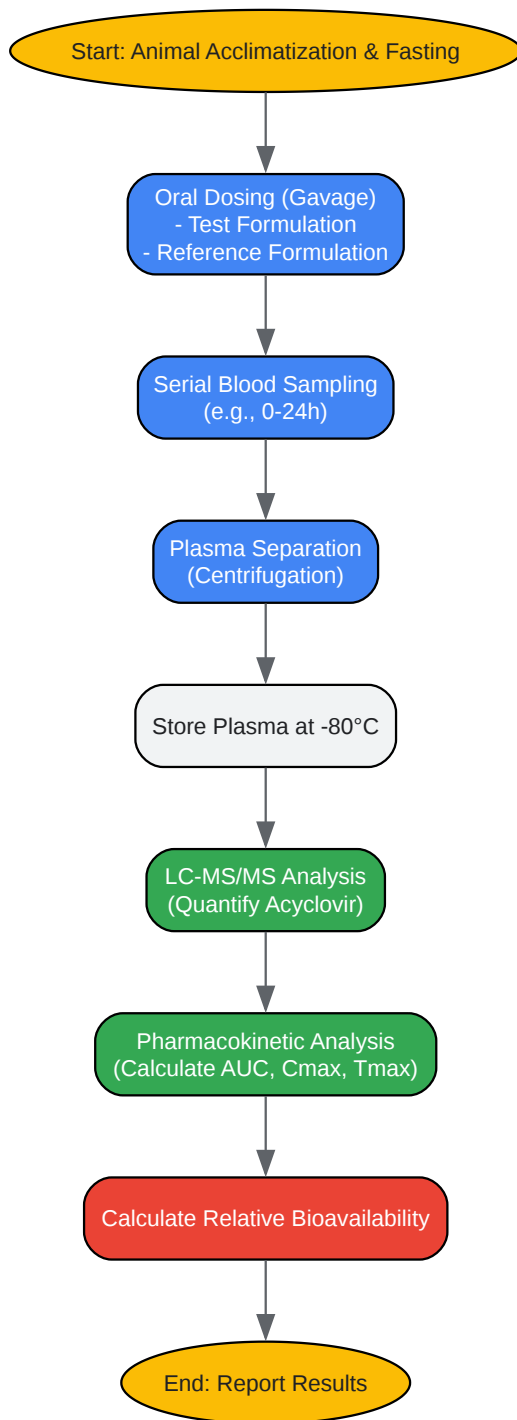 Start: Animal Acclimatization & Fasting
Oral Dosing (Gavage)
- Test Formulation
- Reference Formulation
Serial Blood Sampling
(e.g., 0-24h)
Plasma Separation
(Centrifugation)
Store Plasma at -80°C
LC-MS/MS Analysis
(Quantify Acyclovir)
Pharmacokinetic Analysis
(Calculate AUC, Cmax, Tmax)
Calculate Relative Bioavailability
End: Report Results